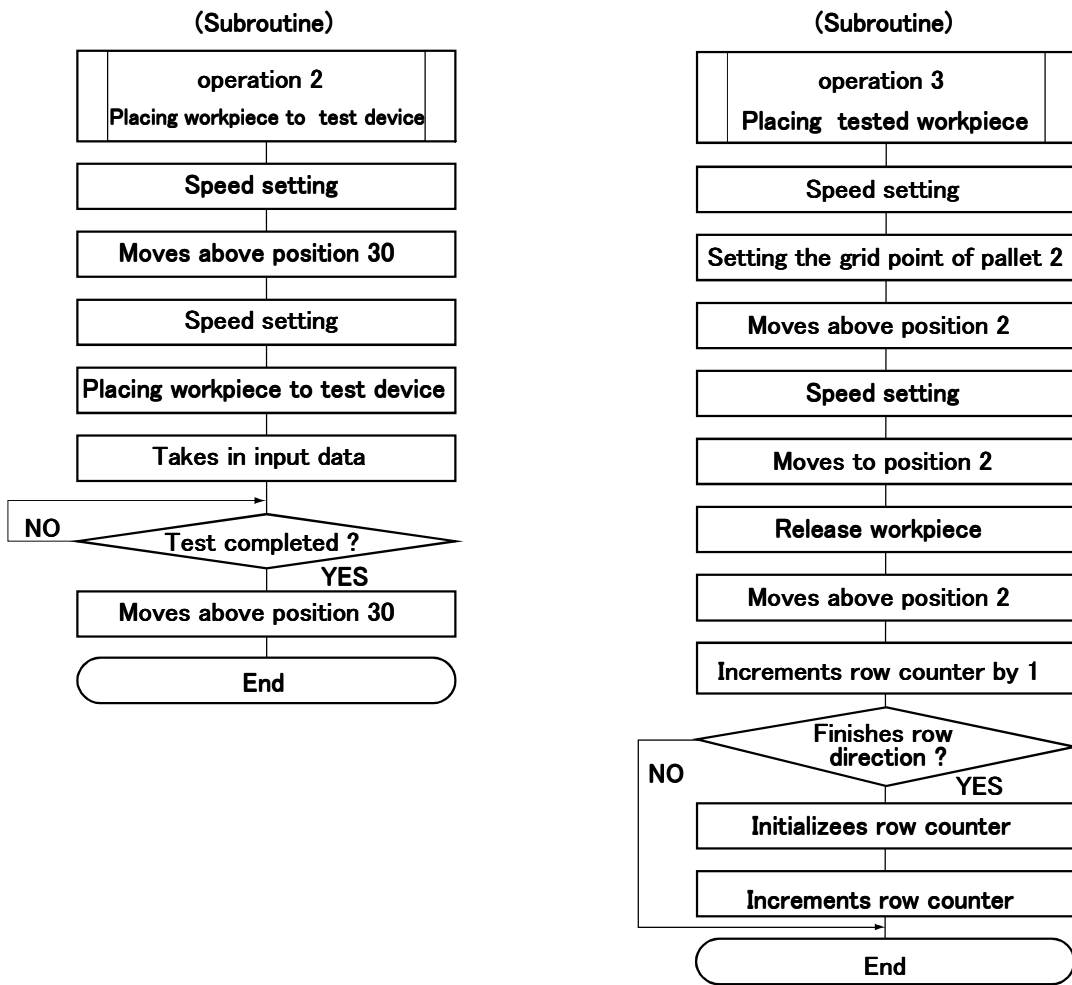 (Subroutine)
operation 2
Placing workpiece to test device
Speed setting
Moves above position 30
Speed setting
Placing workpiece to test device
Takes in input data
NO
Test completed ?
YES
Moves above position 30
End
(Subroutine)
operation 3
Placing tested workpiece
Speed setting
Setting the grid point of pallet 2
Moves above position 2
Speed setting
Moves to position 2
Release workpiece
Moves above position 2
Increments row counter by 1
Finishes row
direction ?
NO
YES
Initializees row counter
Increments row counter
End